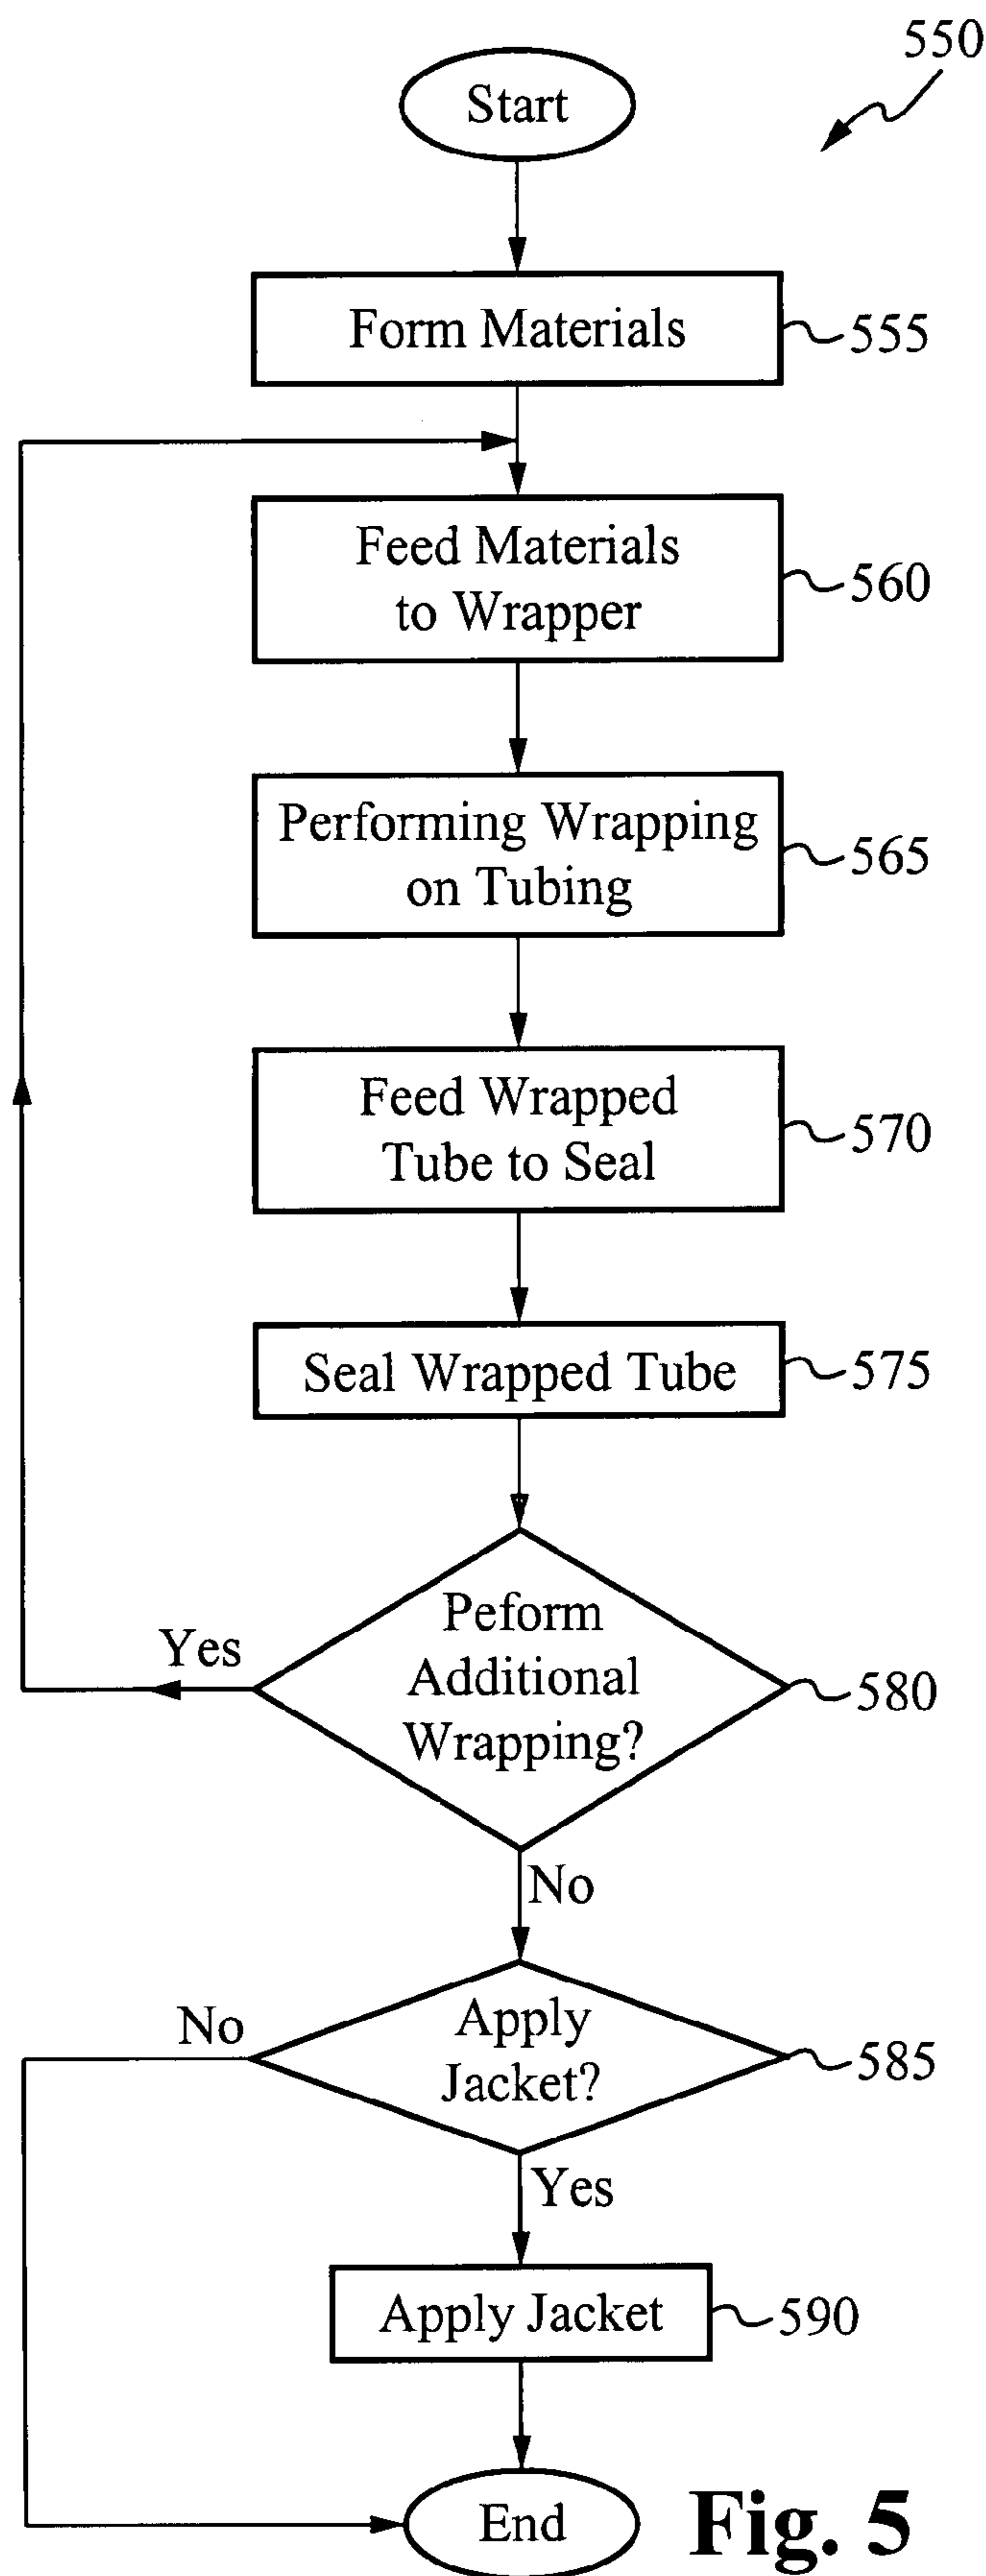 550
Start
Form Materials
555
Feed Materials
to Wrapper
560
Performing Wrapping
on Tubing
565
Feed Wrapped
Tube to Seal
570
Seal Wrapped Tube
575
Peform
Additional
Wrapping?
580
Yes
No
Apply
Jacket?
585
No
Yes
Apply Jacket
590
End
Fig. 5